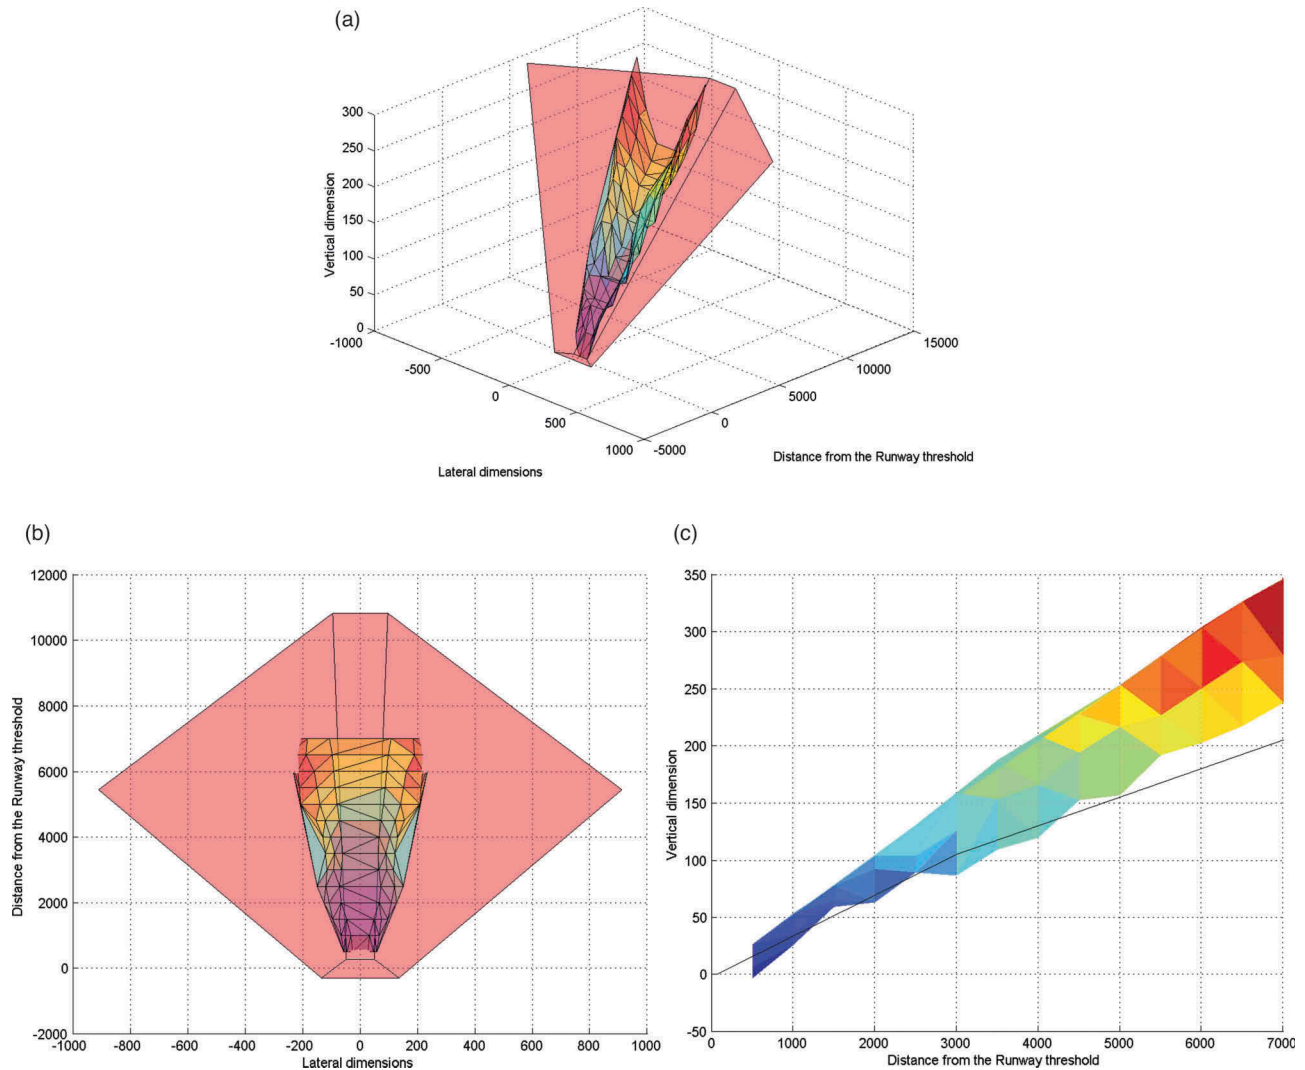 (a)
300
250
200
150
100
50
0
Vertical dimension
-1000
-500
0
500
1000
Lateral dimensions
-5000
0
5000
10000
15000
Distance from the Runway threshold
(b)
12000
10000
8000
6000
4000
2000
0
-2000
Distance from the Runway threshold
-1000 -800 -600 -400 -200 0 200 400 600 800 1000
Lateral dimensions
(c)
350
300
250
200
150
100
50
0
-50
Vertical dimension
0 1000 2000 3000 4000 5000 6000 7000
Distance from the Runway threshold